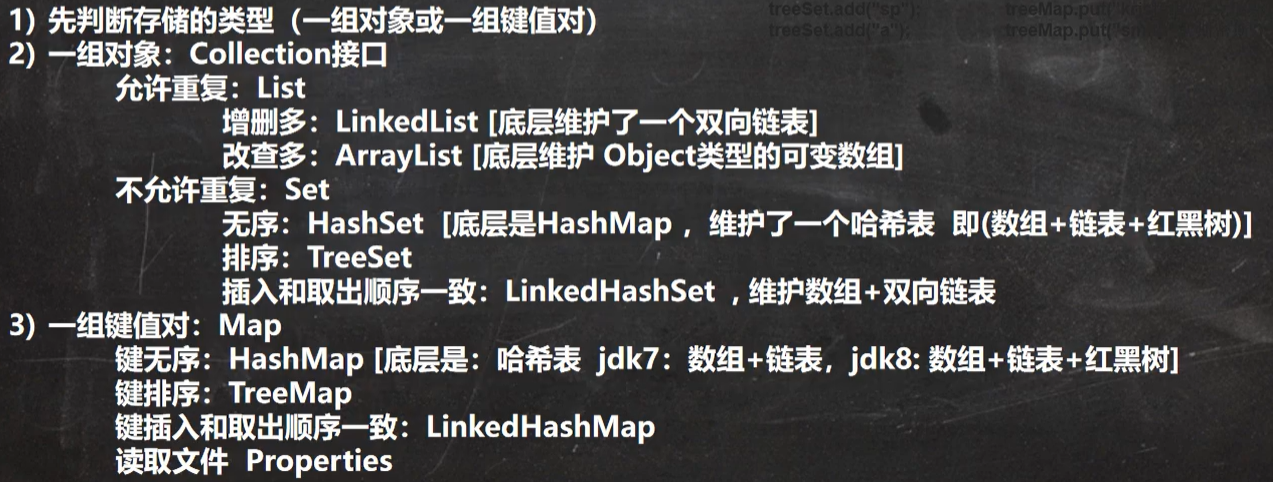 1) 先判断存储的类型（一组对象或一组键值对）
2) 一组对象：Collection接口
允许重复：List
增删多：LinkedList [底层维护了一个双向链表]
改查多：ArrayList [底层维护 Object类型的可变数组]
不允许重复：Set
无序：HashSet [底层是HashMap ，维护了一个哈希表 即(数组+链表+红黑树)]
排序：TreeSet
插入和取出顺序一致：LinkedHashSet , 维护数组+双向链表
3) 一组键值对：Map
键无序：HashMap [底层是：哈希表 jdk7：数组+链表，jdk8: 数组+链表+红黑树]
键排序：TreeMap
键插入和取出顺序一致：LinkedHashMap
读取文件 Properties
treeSet.add("sp");
treeSet.add("a");